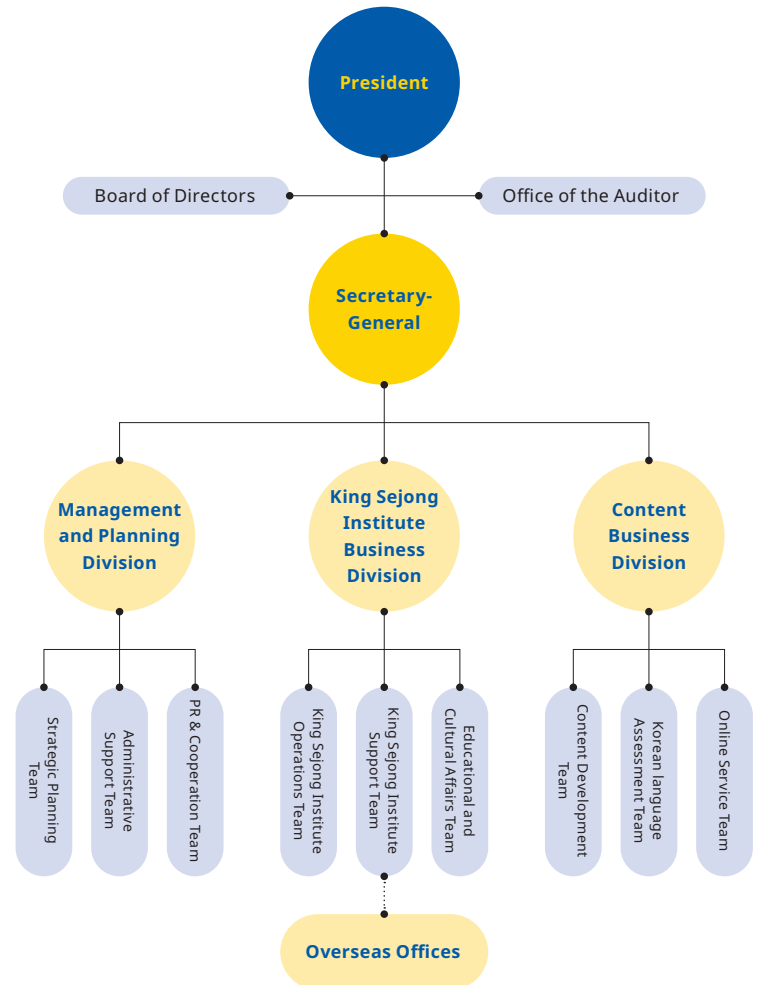 President
Board of Directors
Office of the Auditor
Secretary-
General
Management
and Planning
Division
King Sejong
Institute
Business
Division
Content
Business
Division
Strategic Planning
Team
Administrative
Support Team
PR & Cooperation Team
King Sejong Institute
Operations Team
King Sejong Institute
Support Team
Educational and
Cultural Affairs Team
Content Development
Team
Korean language
Assessment Team
Online Service Team
Overseas Offices